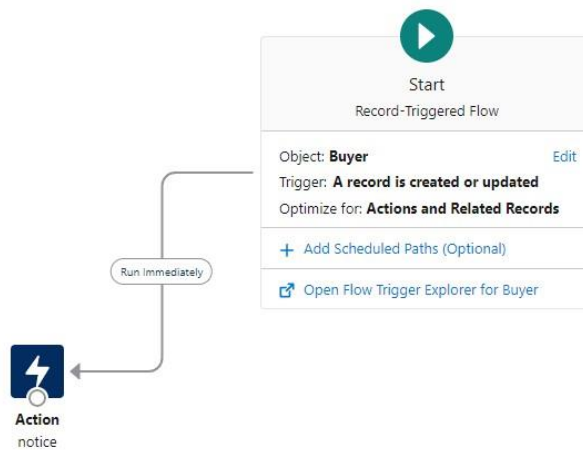 Start
Record-Triggered Flow
Object: Buyer Edit
Trigger: A record is created or updated
Optimize for: Actions and Related Records
+ Add Scheduled Paths (Optional)
Open Flow Trigger Explorer for Buyer
Run Immediately
Action
notice